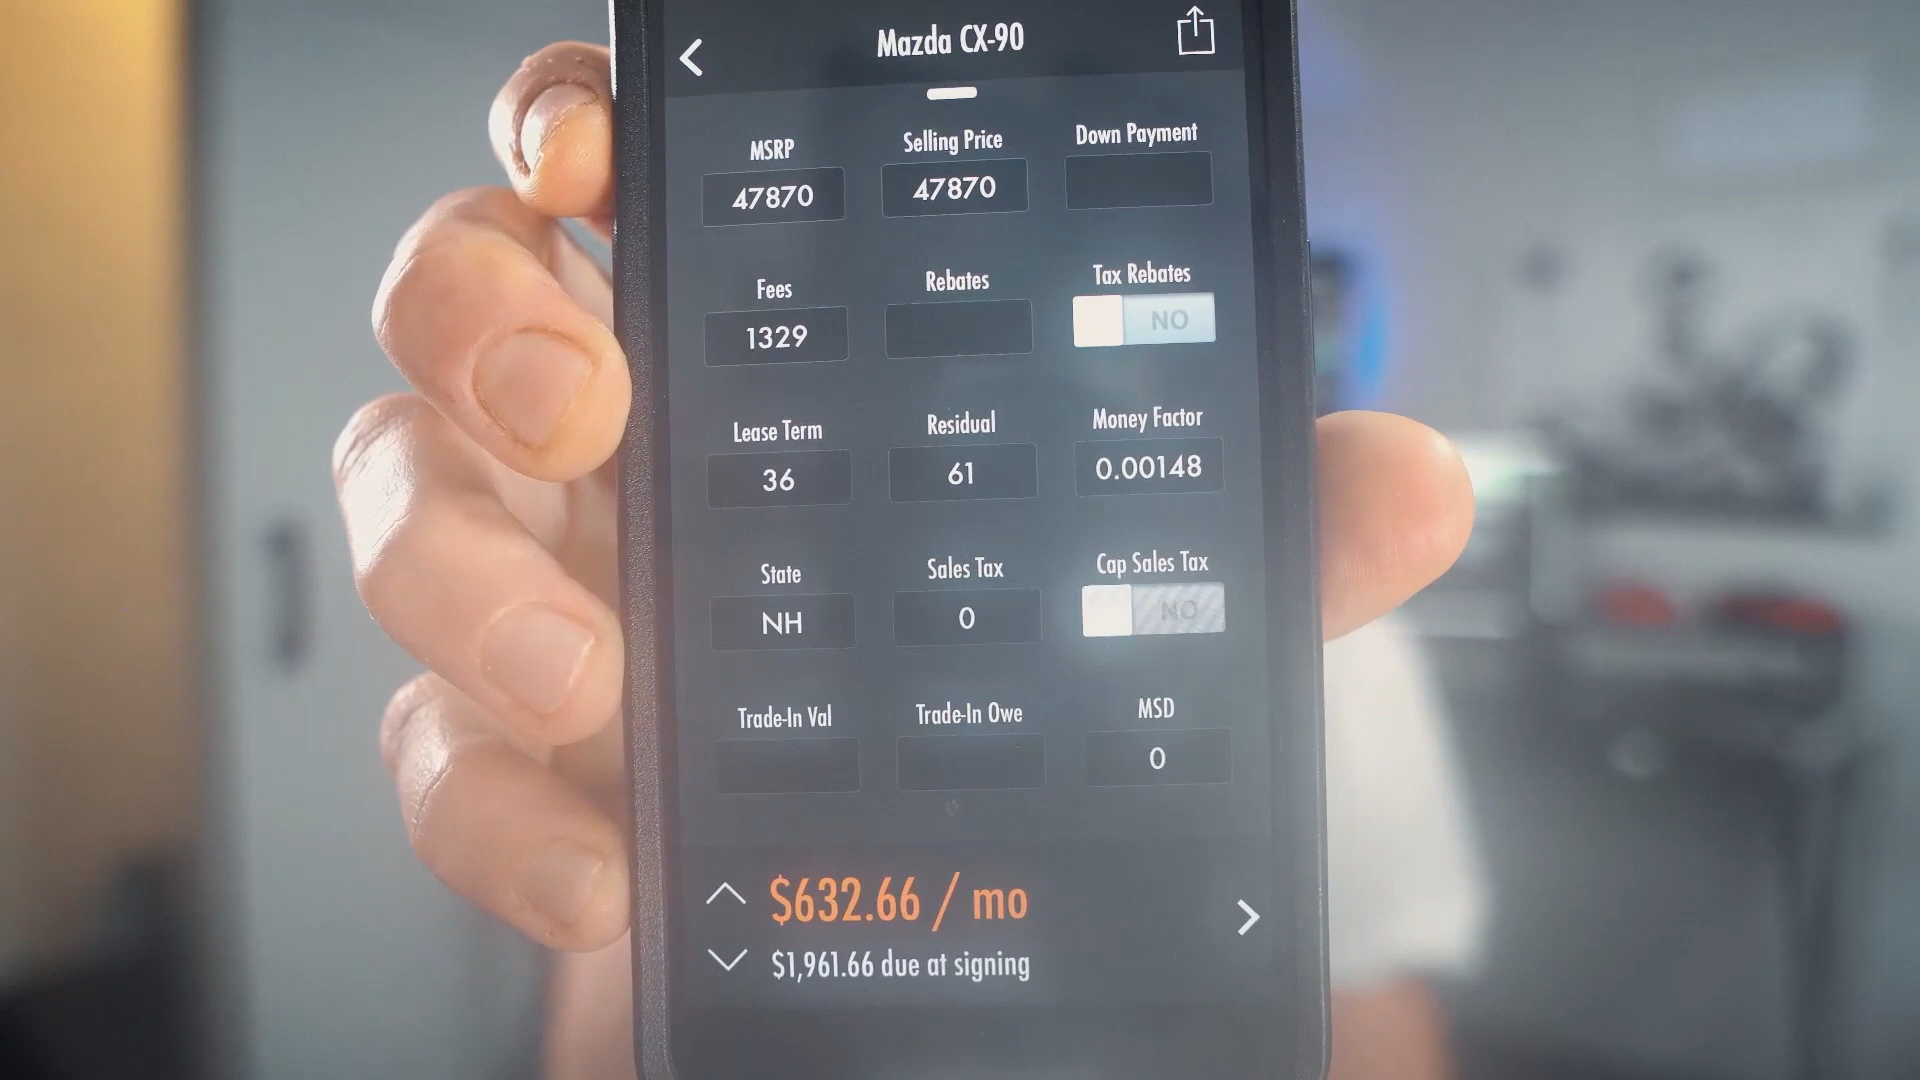 Mazda CX-90
MSRP
Selling Price
Down Payment
47870
47870
Fees
Rebates
Tax Rebates
1329
NO
Lease Term
Residual
Money Factor
36
61
0.00148
State
Sales Tax
Cap Sales Tax
NH
0
NO
Trade-In Val
Trade-In Owe
MSD
0
$632.66 / mo
$1,961.66 due at signing